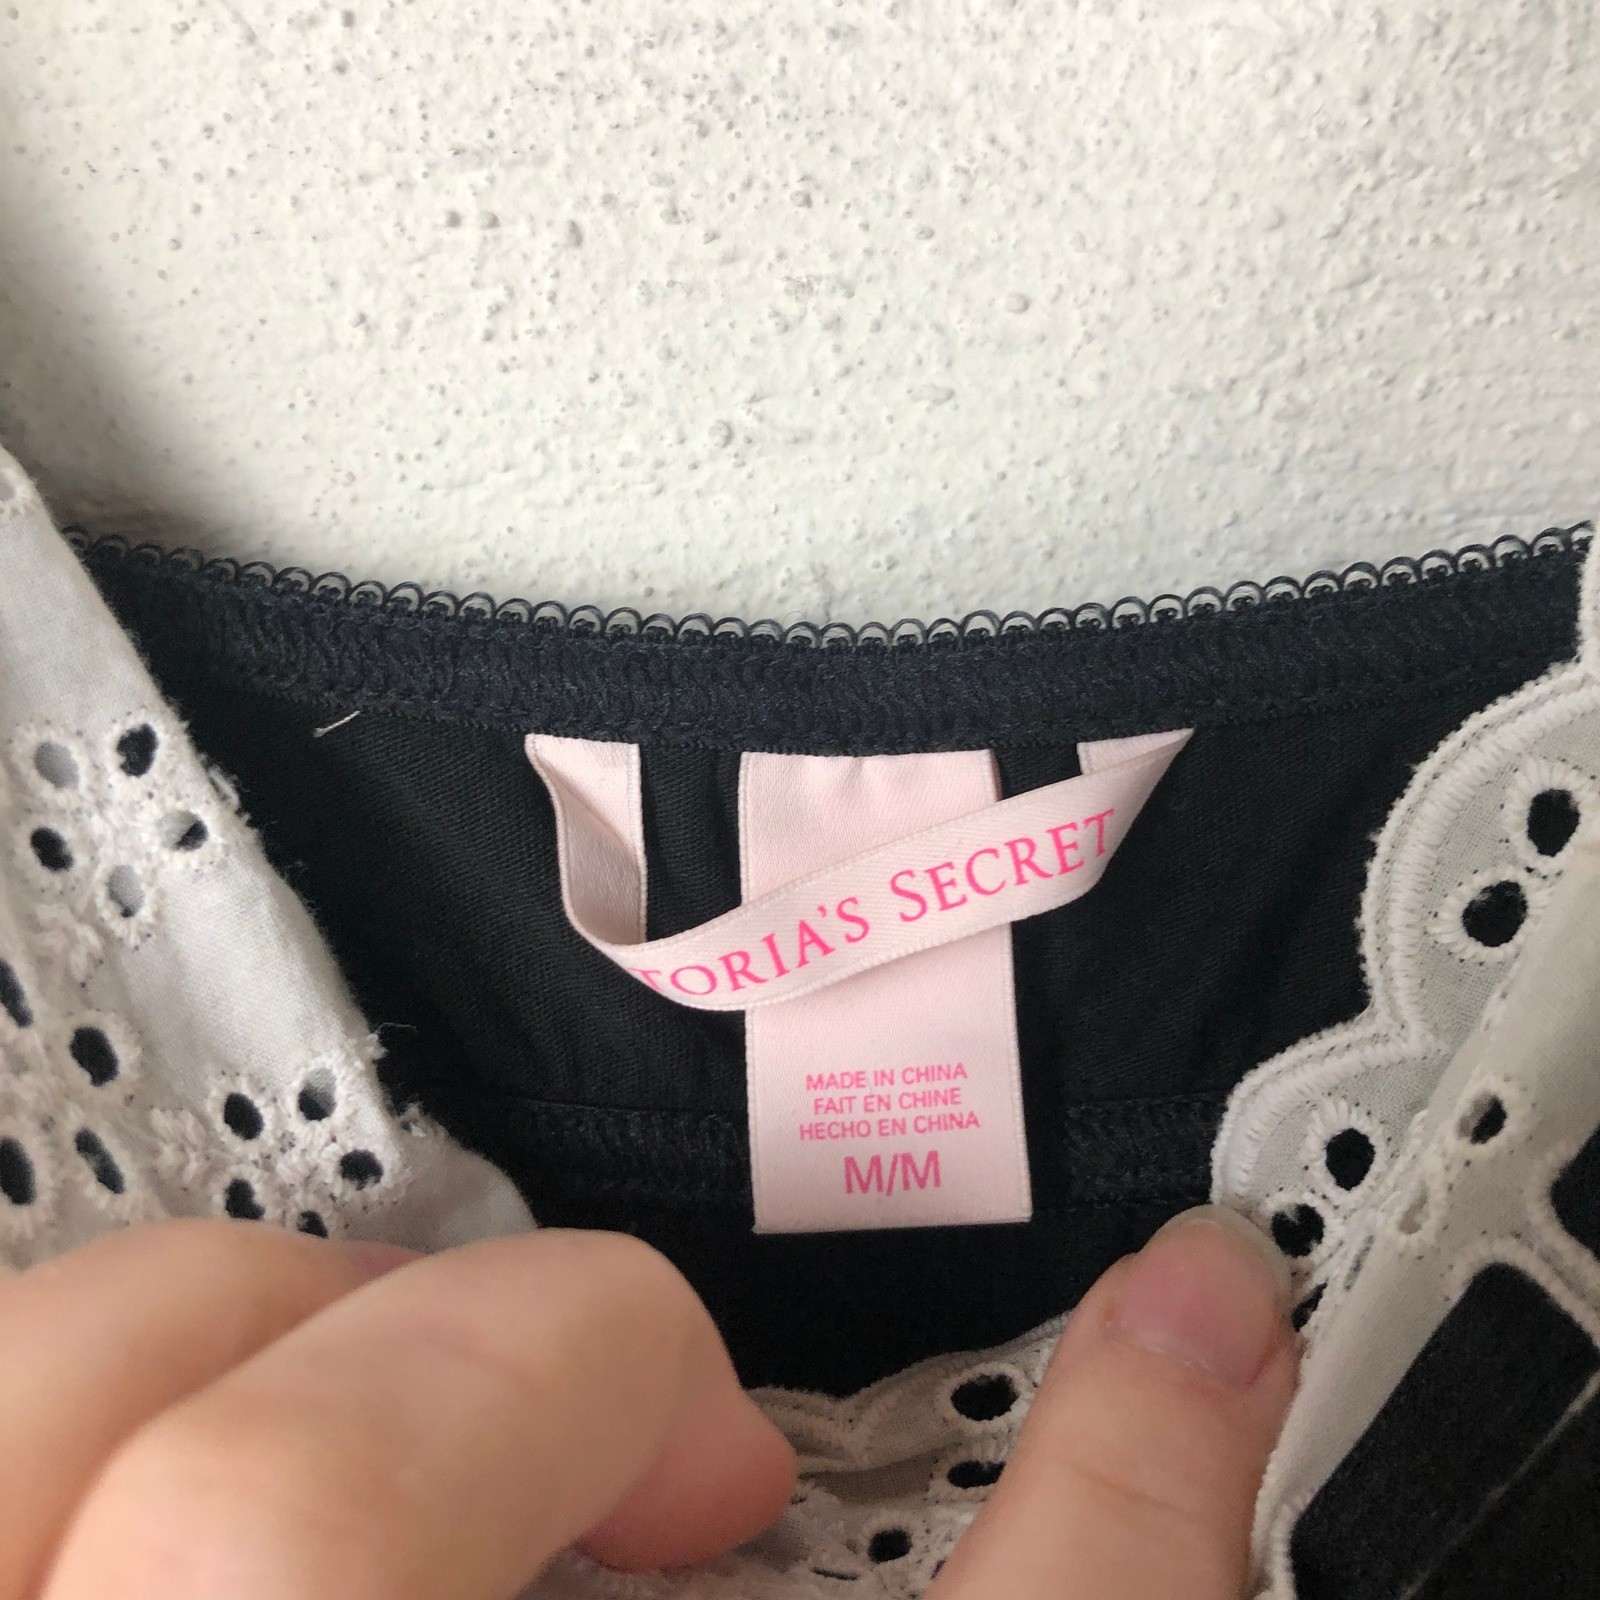 TORIA'S SECRET
MADE IN CHINA
FAIT EN CHINE
HECHO EN CHINA
M/M